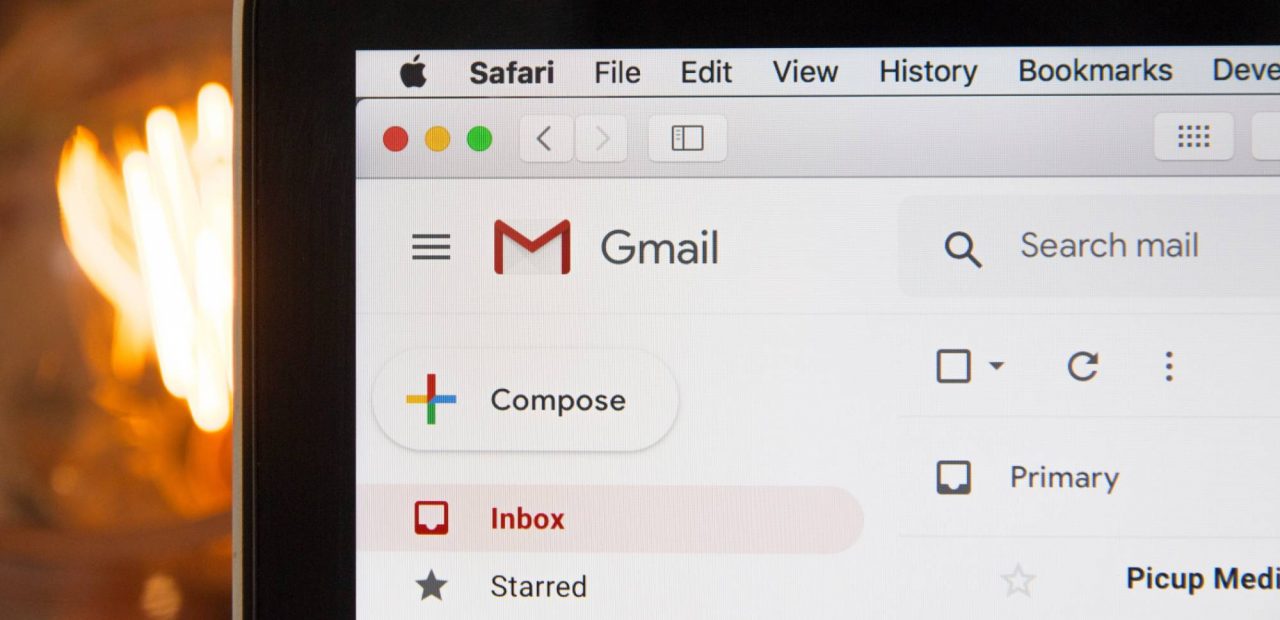 Safari File Edit View History Bookmarks Deve
Gmail
Search mail
Compose
Primary
Inbox
Starred
Picup Medi